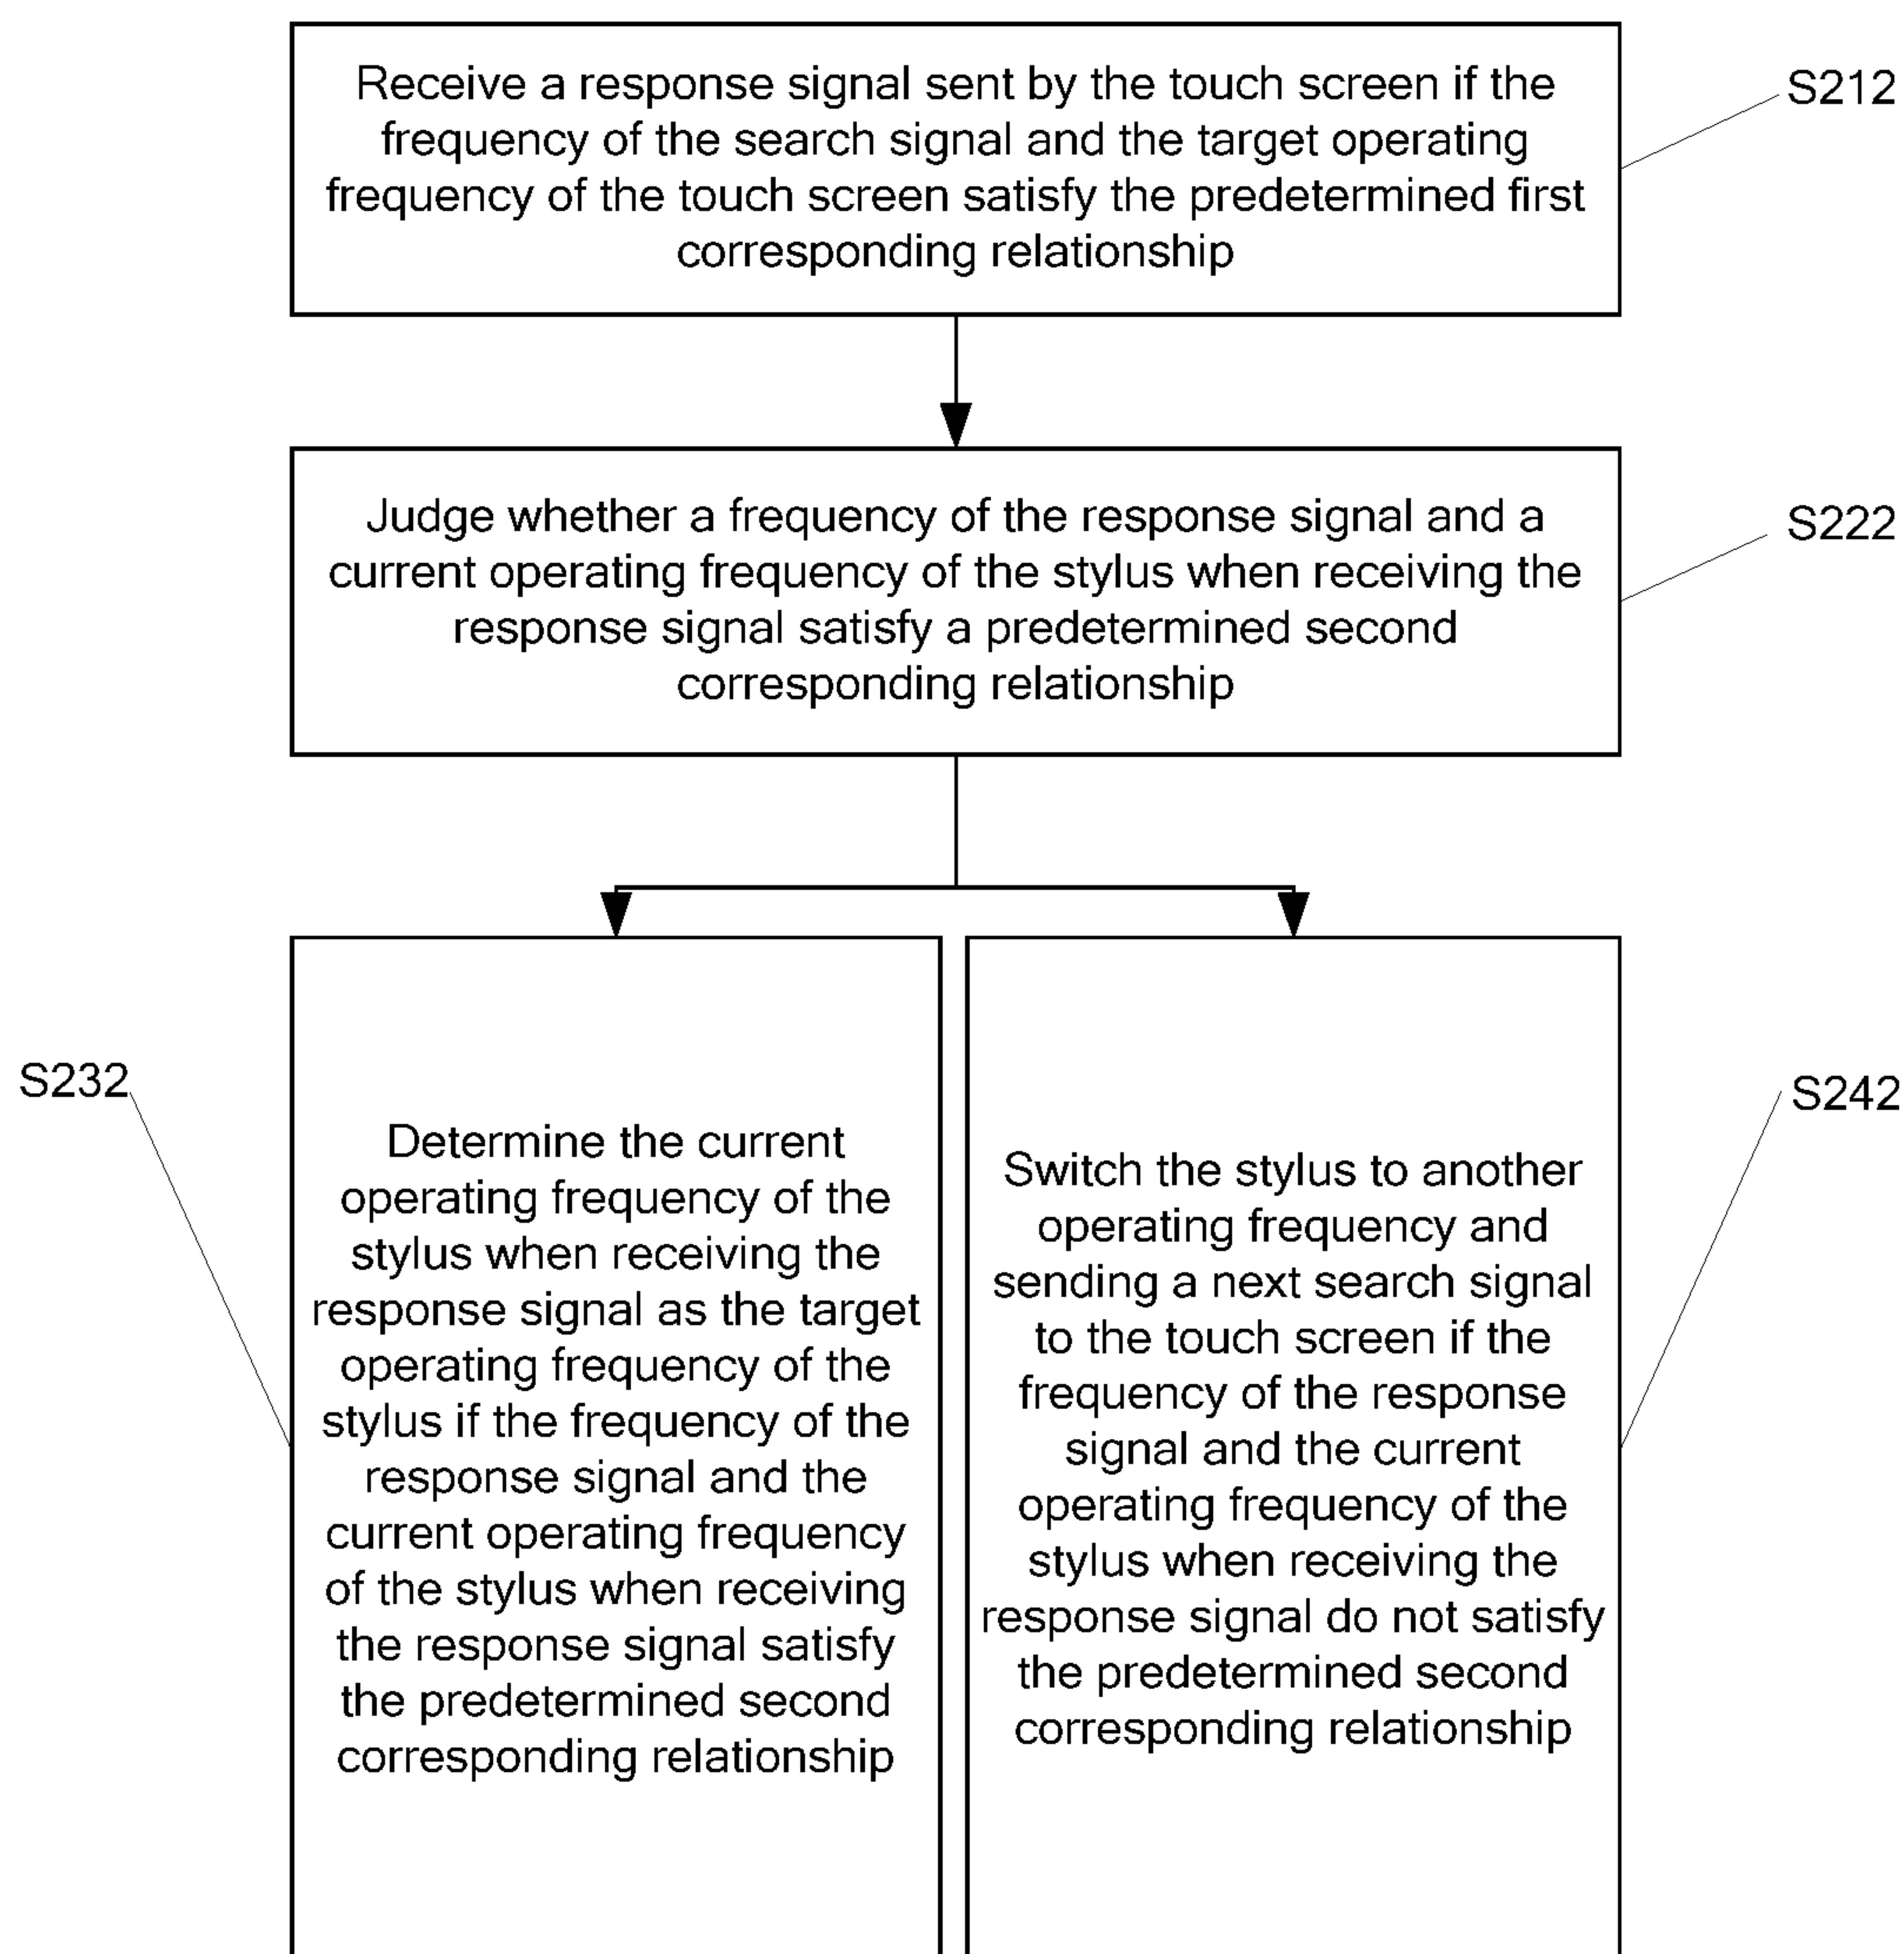 Receive a response signal sent by the touch screen if the
frequency of the search signal and the target operating
frequency of the touch screen satisfy the predetermined first
corresponding relationship
S212
Judge whether a frequency of the response signal and a
current operating frequency of the stylus when receiving the
response signal satisfy a predetermined second
corresponding relationship
S222
S232
Determine the current
operating frequency of the
stylus when receiving the
response signal as the target
operating frequency of the
stylus if the frequency of the
response signal and the
current operating frequency
of the stylus when receiving
the response signal satisfy
the predetermined second
corresponding relationship
S242
Switch the stylus to another
operating frequency and
sending a next search signal
to the touch screen if the
frequency of the response
signal and the current
operating frequency of the
stylus when receiving the
response signal do not satisfy
the predetermined second
corresponding relationship